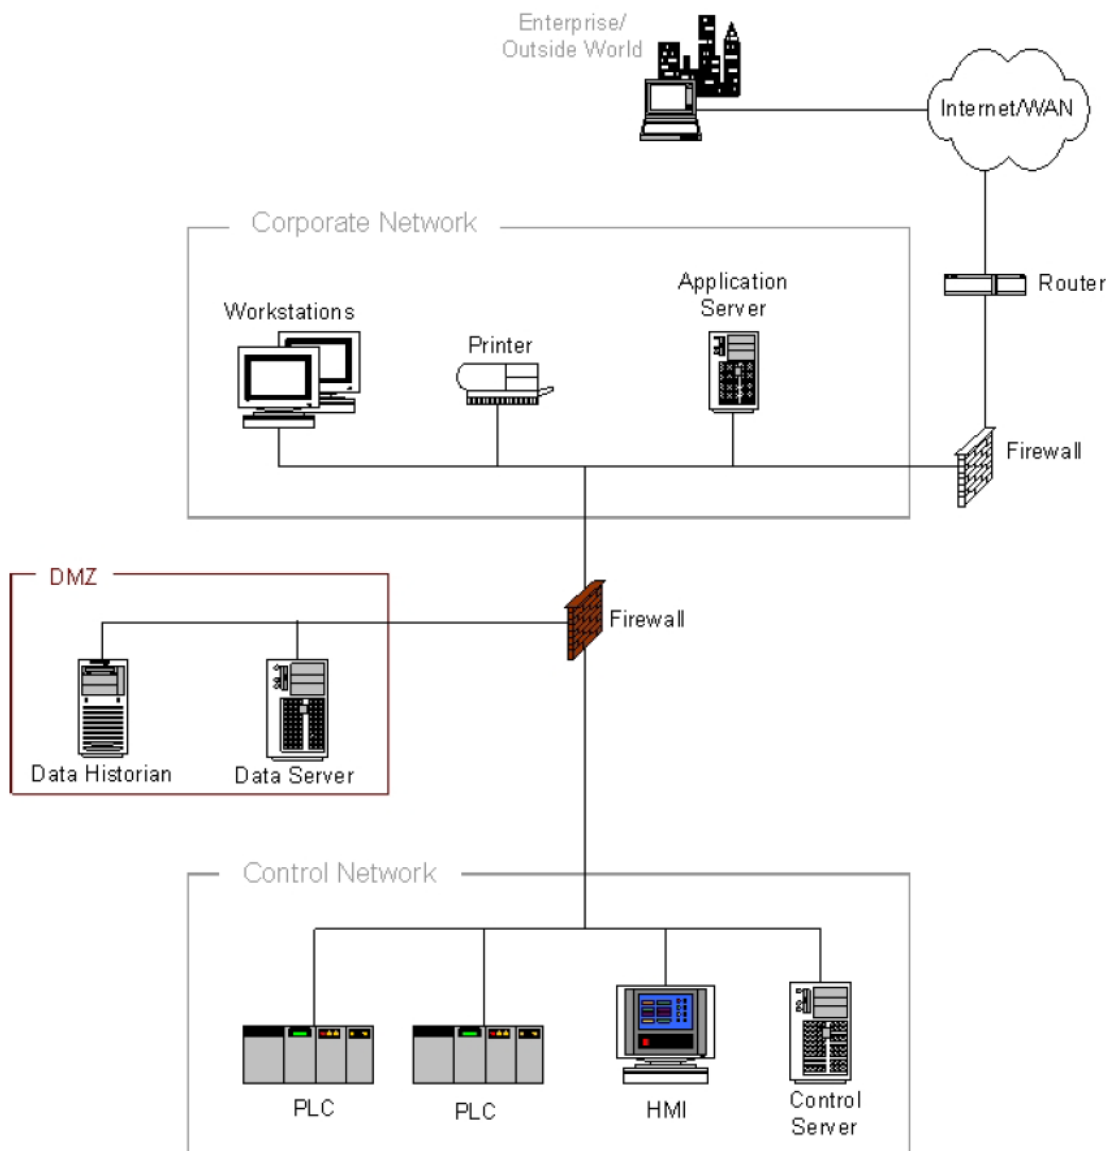 Enterprise/
Outside World
Internet/WAN
Corporate Network
Router
Application
Server
Workstations
Printer
Firewall
DMZ
Firewall
Data Historian
Data Server
Control Network
PLC
PLC
HMI
Control
Server